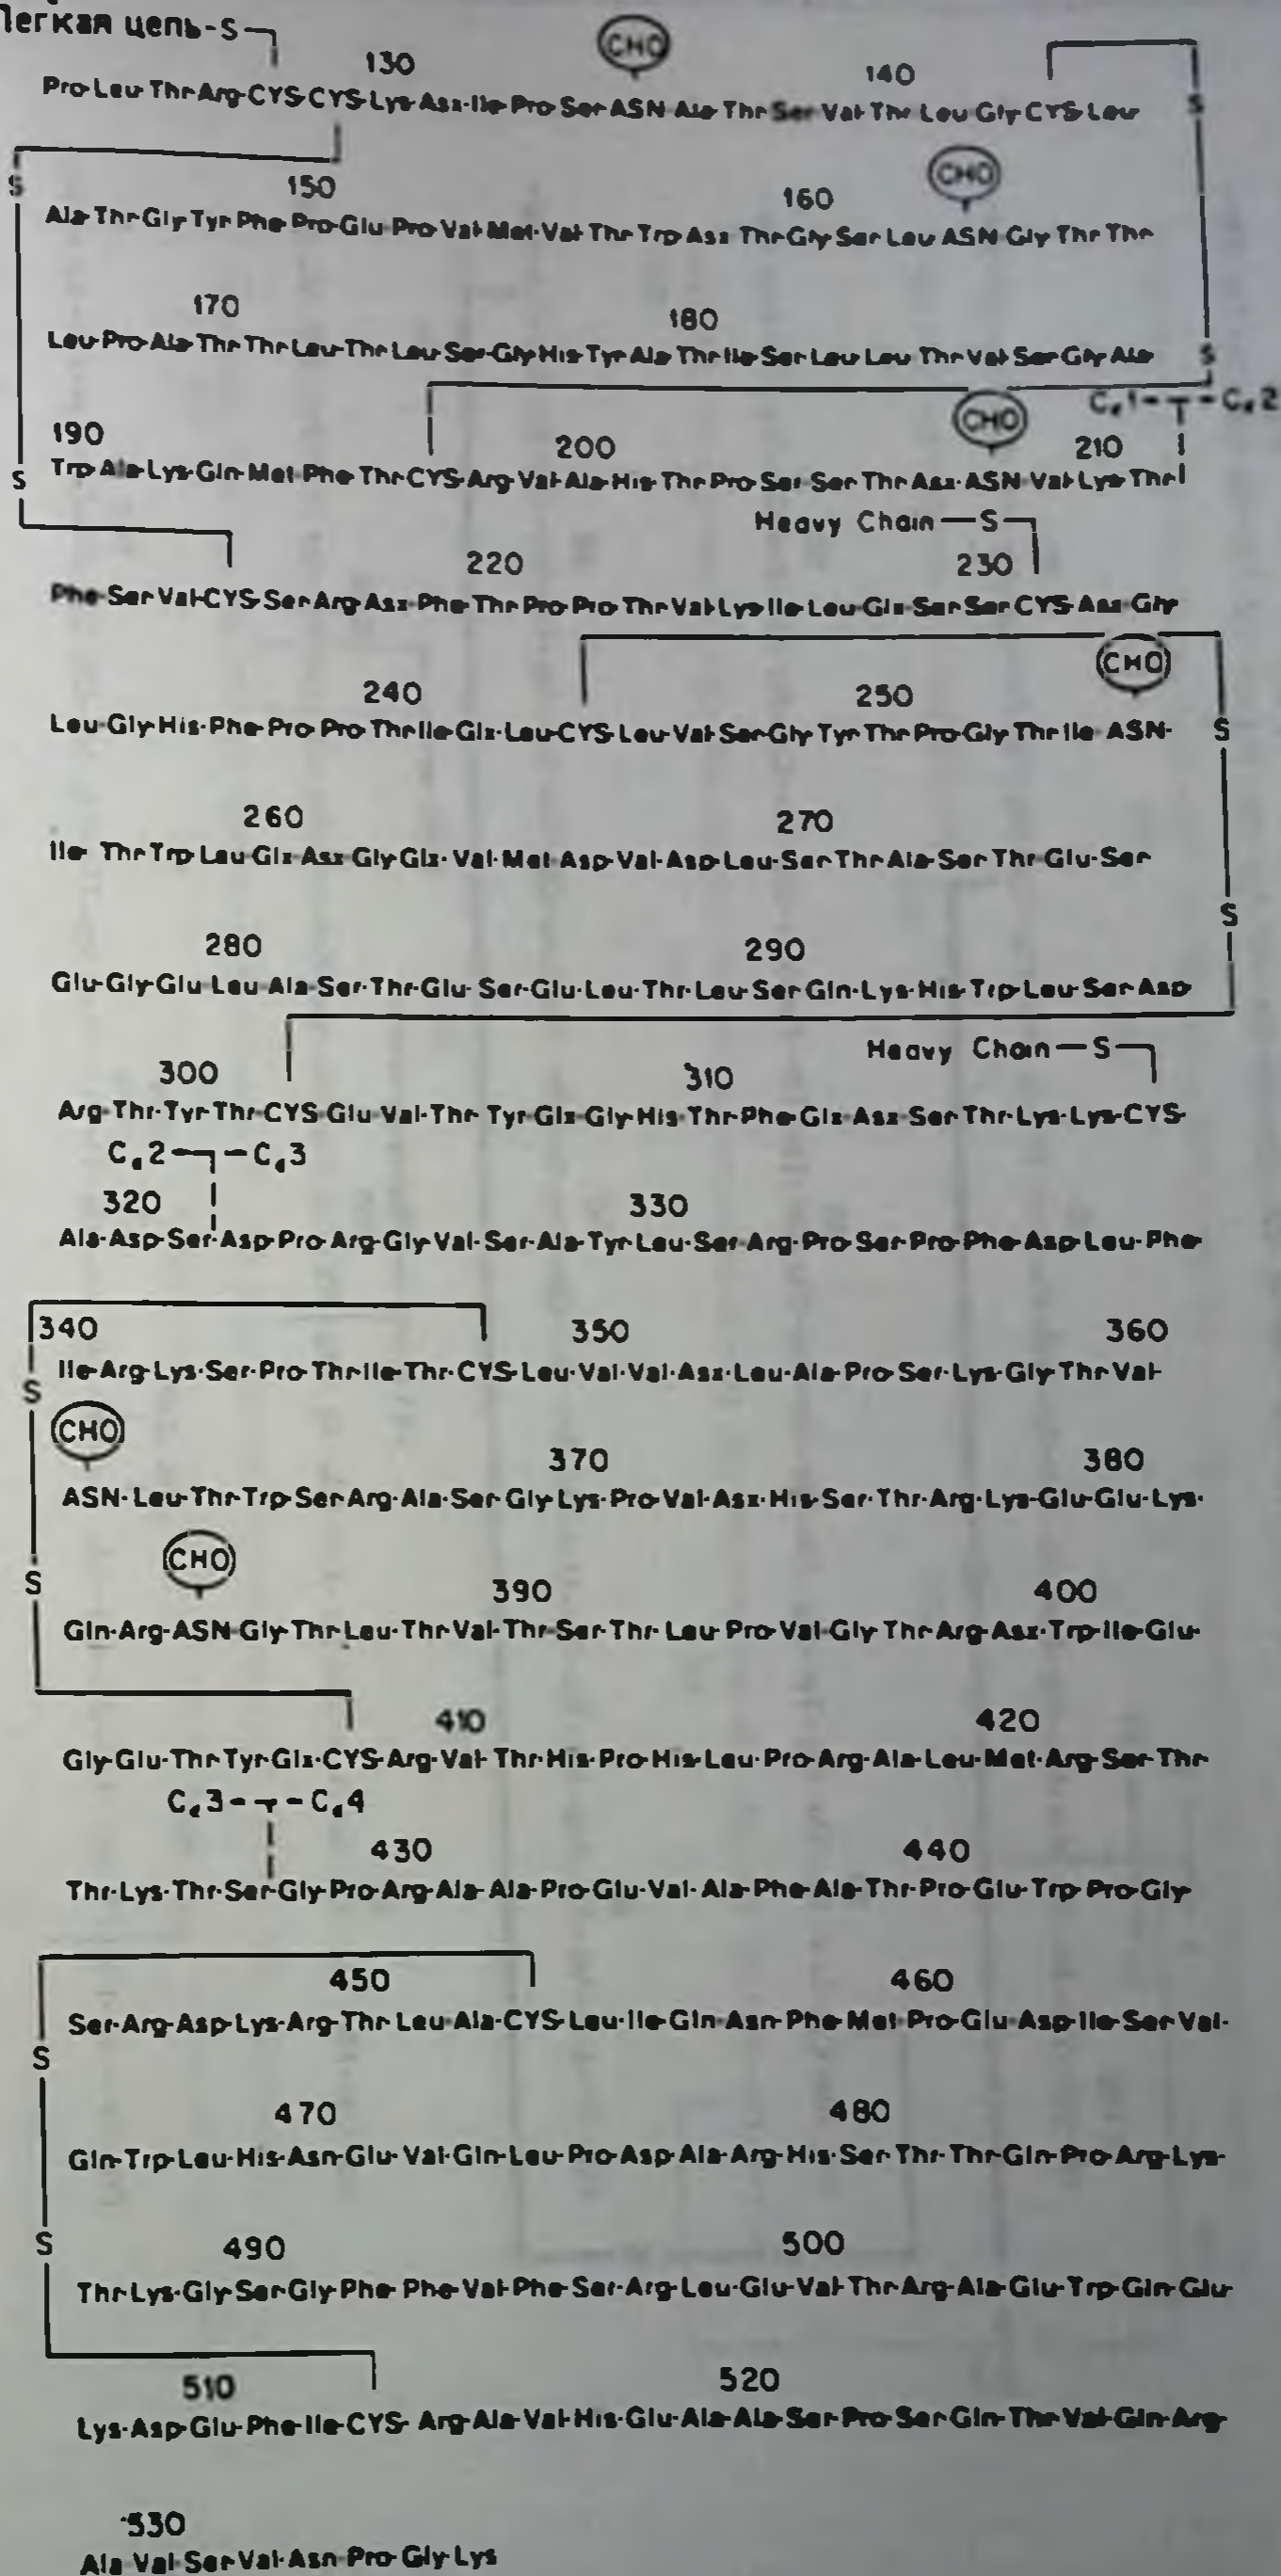 Легкая цепь-S
CHO
130 140
Pro-Leu-Thr-Arg-CYS-CYS-Lys-Asx-Ile-Pro-Ser-ASN-Ala-Thr-Ser-Val-Thr-Leu-Gly-CYS-Leu
S
CHO
S
150 160
Ala-Thr-Gly-Tyr-Phe-Pro-Glu-Pro-Val-Met-Val-Thr-Trp-Asx-Thr-Gly-Ser-Leu-ASN-Gly-Thr-Thr
170 180
Leu-Pro-Ala-Thr-Thr-Leu-Thr-Leu-Ser-Gly-His-Tyr-Ala-Thr-Ile-Ser-Leu-Leu-Thr-Val-Ser-Gly-Ala
S
CHO
Cε1 Cε2
190 200 210
Trp-Ala-Lys-Gln-Met-Phe-Thr-CYS-Arg-Val-Ala-His-Thr-Pro-Ser-Ser-Thr-Asx-ASN-Val-Lys-Thr
S
Heavy Chain-S
220 230
Phe-Ser-Val-CYS-Ser-Arg-Asx-Phe-Thr-Pro-Pro-Thr-Val-Lys-Ile-Leu-Glx-Ser-Ser-CYS-Asx-Gly
CHO
240 250
Leu-Gly-His-Phe-Pro-Pro-Thr-Ile-Glx-Leu-CYS-Leu-Val-Ser-Gly-Tyr-Thr-Pro-Gly-Thr-Ile-ASN-
S
260 270
Ile-Thr-Trp-Leu-Glx-Asx-Gly-Glx-Val-Met-Asp-Val-Asp-Leu-Ser-Thr-Ala-Ser-Thr-Glu-Ser
S
280 290
Glu-Gly-Glu-Leu-Ala-Ser-Thr-Glu-Ser-Glu-Leu-Thr-Leu-Ser-Gln-Lys-His-Trp-Leu-Ser-Asp
Heavy Chain-S
300 310
Arg-Thr-Tyr-Thr-CYS-Glu-Val-Thr-Tyr-Glx-Gly-His-Thr-Phe-Glx-Asx-Ser-Thr-Lys-Lys-CYS-
Cε2 Cε3
320 330
Ala-Asp-Ser-Asp-Pro-Arg-Gly-Val-Ser-Ala-Tyr-Leu-Ser-Arg-Pro-Ser-Pro-Phe-Asp-Leu-Phe
340 350 360
Ile-Arg-Lys-Ser-Pro-Thr-Ile-Thr-CYS-Leu-Val-Val-Asx-Leu-Ala-Pro-Ser-Lys-Gly-Thr-Val
S
CHO
370 380
ASN-Leu-Thr-Trp-Ser-Arg-Ala-Ser-Gly-Lys-Pro-Val-Asx-His-Ser-Thr-Arg-Lys-Glu-Glu-Lys-
CHO
S
390 400
Gln-Arg-ASN-Gly-Thr-Leu-Thr-Val-Thr-Ser-Thr-Leu-Pro-Val-Gly-Thr-Arg-Asx-Trp-Ile-Glu-
410 420
Gly-Glu-Thr-Tyr-Glx-CYS-Arg-Val-Thr-His-Pro-His-Leu-Pro-Arg-Ala-Leu-Met-Arg-Ser-Thr
Cε3 Cε4
430 440
Thr-Lys-Thr-Ser-Gly-Pro-Arg-Ala-Ala-Pro-Glu-Val-Ala-Phe-Ala-Thr-Pro-Glu-Trp-Pro-Gly
450 460
Ser-Arg-Asp-Lys-Arg-Thr-Leu-Ala-CYS-Leu-Ile-Gln-Asn-Phe-Met-Pro-Glu-Asp-Ile-Ser-Val-
S
470 480
Gln-Trp-Leu-His-Asn-Glu-Val-Gln-Leu-Pro-Asp-Ala-Arg-His-Ser-Thr-Thr-Gln-Pro-Arg-Lys-
S
490 500
Thr-Lys-Gly-Ser-Gly-Phe-Phe-Val-Phe-Ser-Arg-Leu-Glu-Val-Thr-Arg-Ala-Glu-Trp-Gln-Glu
510 520
Lys-Asp-Glu-Phe-Ile-CYS-Arg-Ala-Val-His-Glu-Ala-Ala-Ser-Pro-Ser-Gln-Thr-Val-Gln-Arg
530
Ala-Val-Ser-Val-Asn-Pro-Gly-Lys